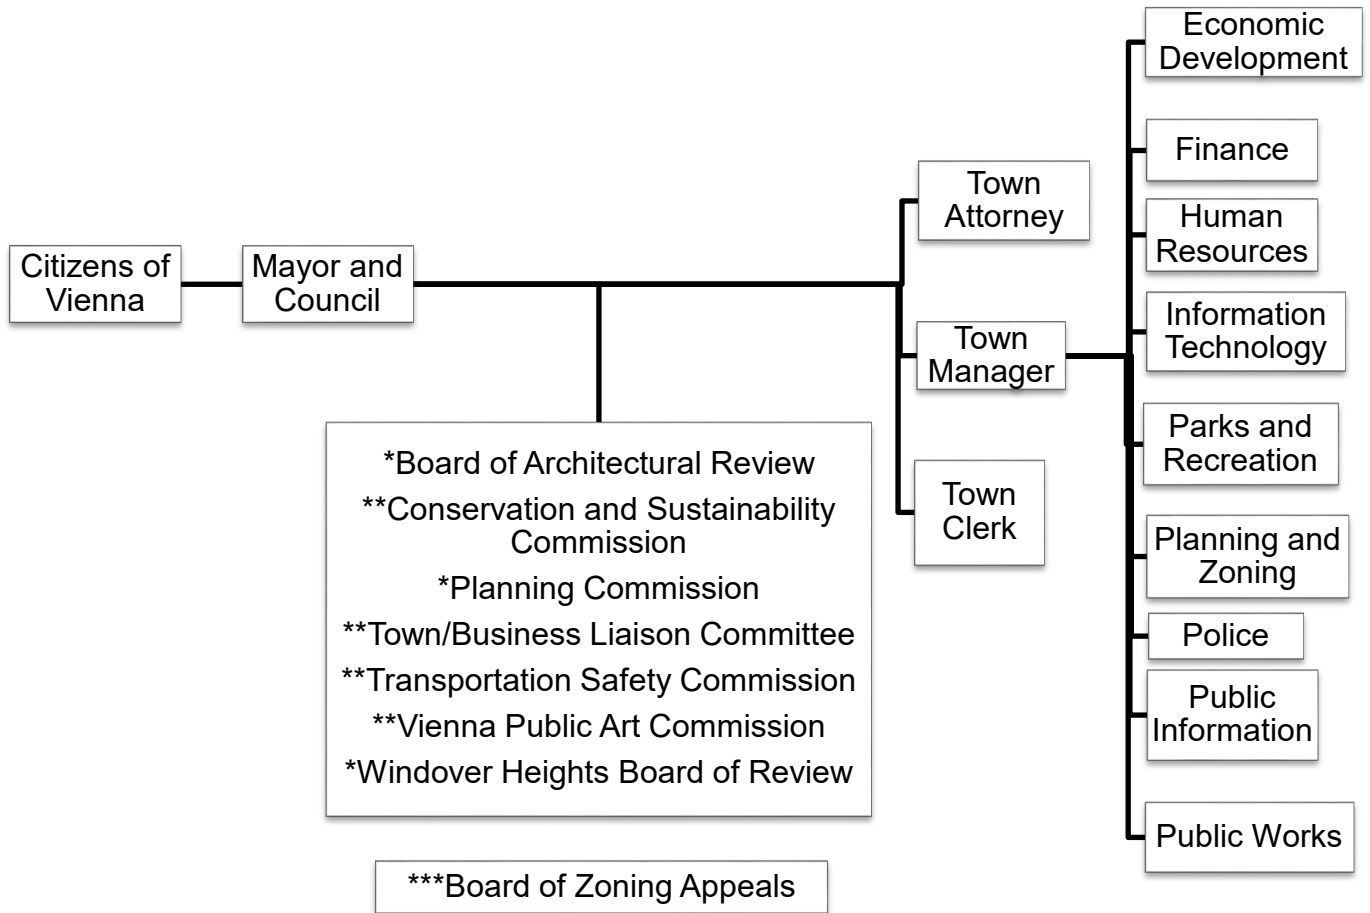 Citizens of
Vienna
Mayor and
Council
*Board of Architectural Review
**Conservation and Sustainability
Commission
*Planning Commission
**Town/Business Liaison Committee
**Transportation Safety Commission
**Vienna Public Art Commission
*Windover Heights Board of Review
***Board of Zoning Appeals
Town
Attorney
Town
Manager
Town
Clerk
Economic
Development
Finance
Human
Resources
Information
Technology
Parks and
Recreation
Planning and
Zoning
Police
Public
Information
Public Works